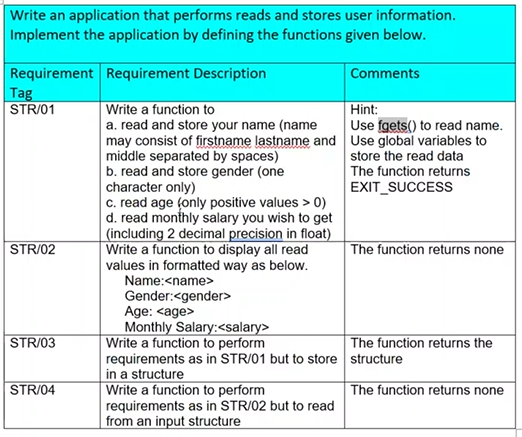 Write an application that performs reads and stores user information.
Implement the application by defining the functions given below.
Requirement Tag
Requirement Description
Comments
STR/01
Write a function to
a. read and store your name (name
may consist of firstname lastname and
middle separated by spaces)
b. read and store gender (one
character only)
c. read age (only positive values > 0)
d. read monthly salary you wish to get
(including 2 decimal precision in float)
Hint:
Use fgets() to read name.
Use global variables to
store the read data
The function returns
EXIT_SUCCESS
STR/02
Write a function to display all read
values in formatted way as below.
Name:<name>
Gender:<gender>
Age: <age>
Monthly Salary:<salary>
The function returns none
STR/03
Write a function to perform
requirements as in STR/01 but to store
in a structure
The function returns the
structure
STR/04
Write a function to perform
requirements as in STR/02 but to read
from an input structure
The function returns none